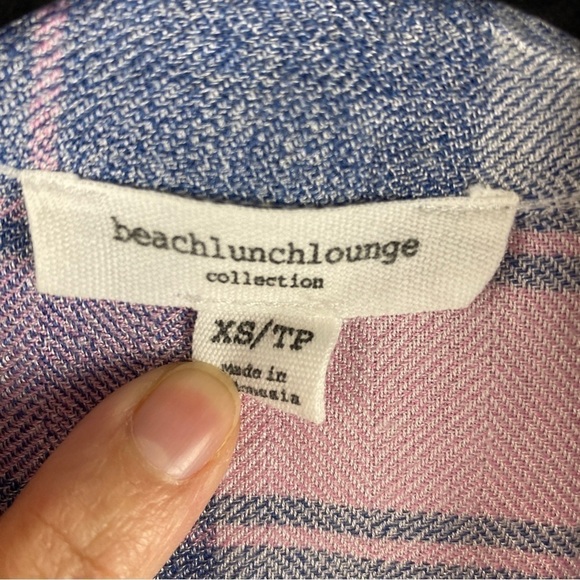 beachlunchlounge
collection
XS/TP
Made in